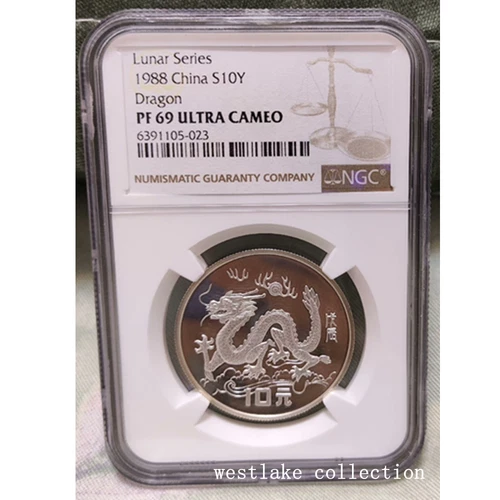 Lunar Series
1988 China S10Y
Dragon
PF 69 ULTRA CAMEO
6391105-023
NUMISMATIC GUARANTY COMPANY NGC®
10元
westlake collection